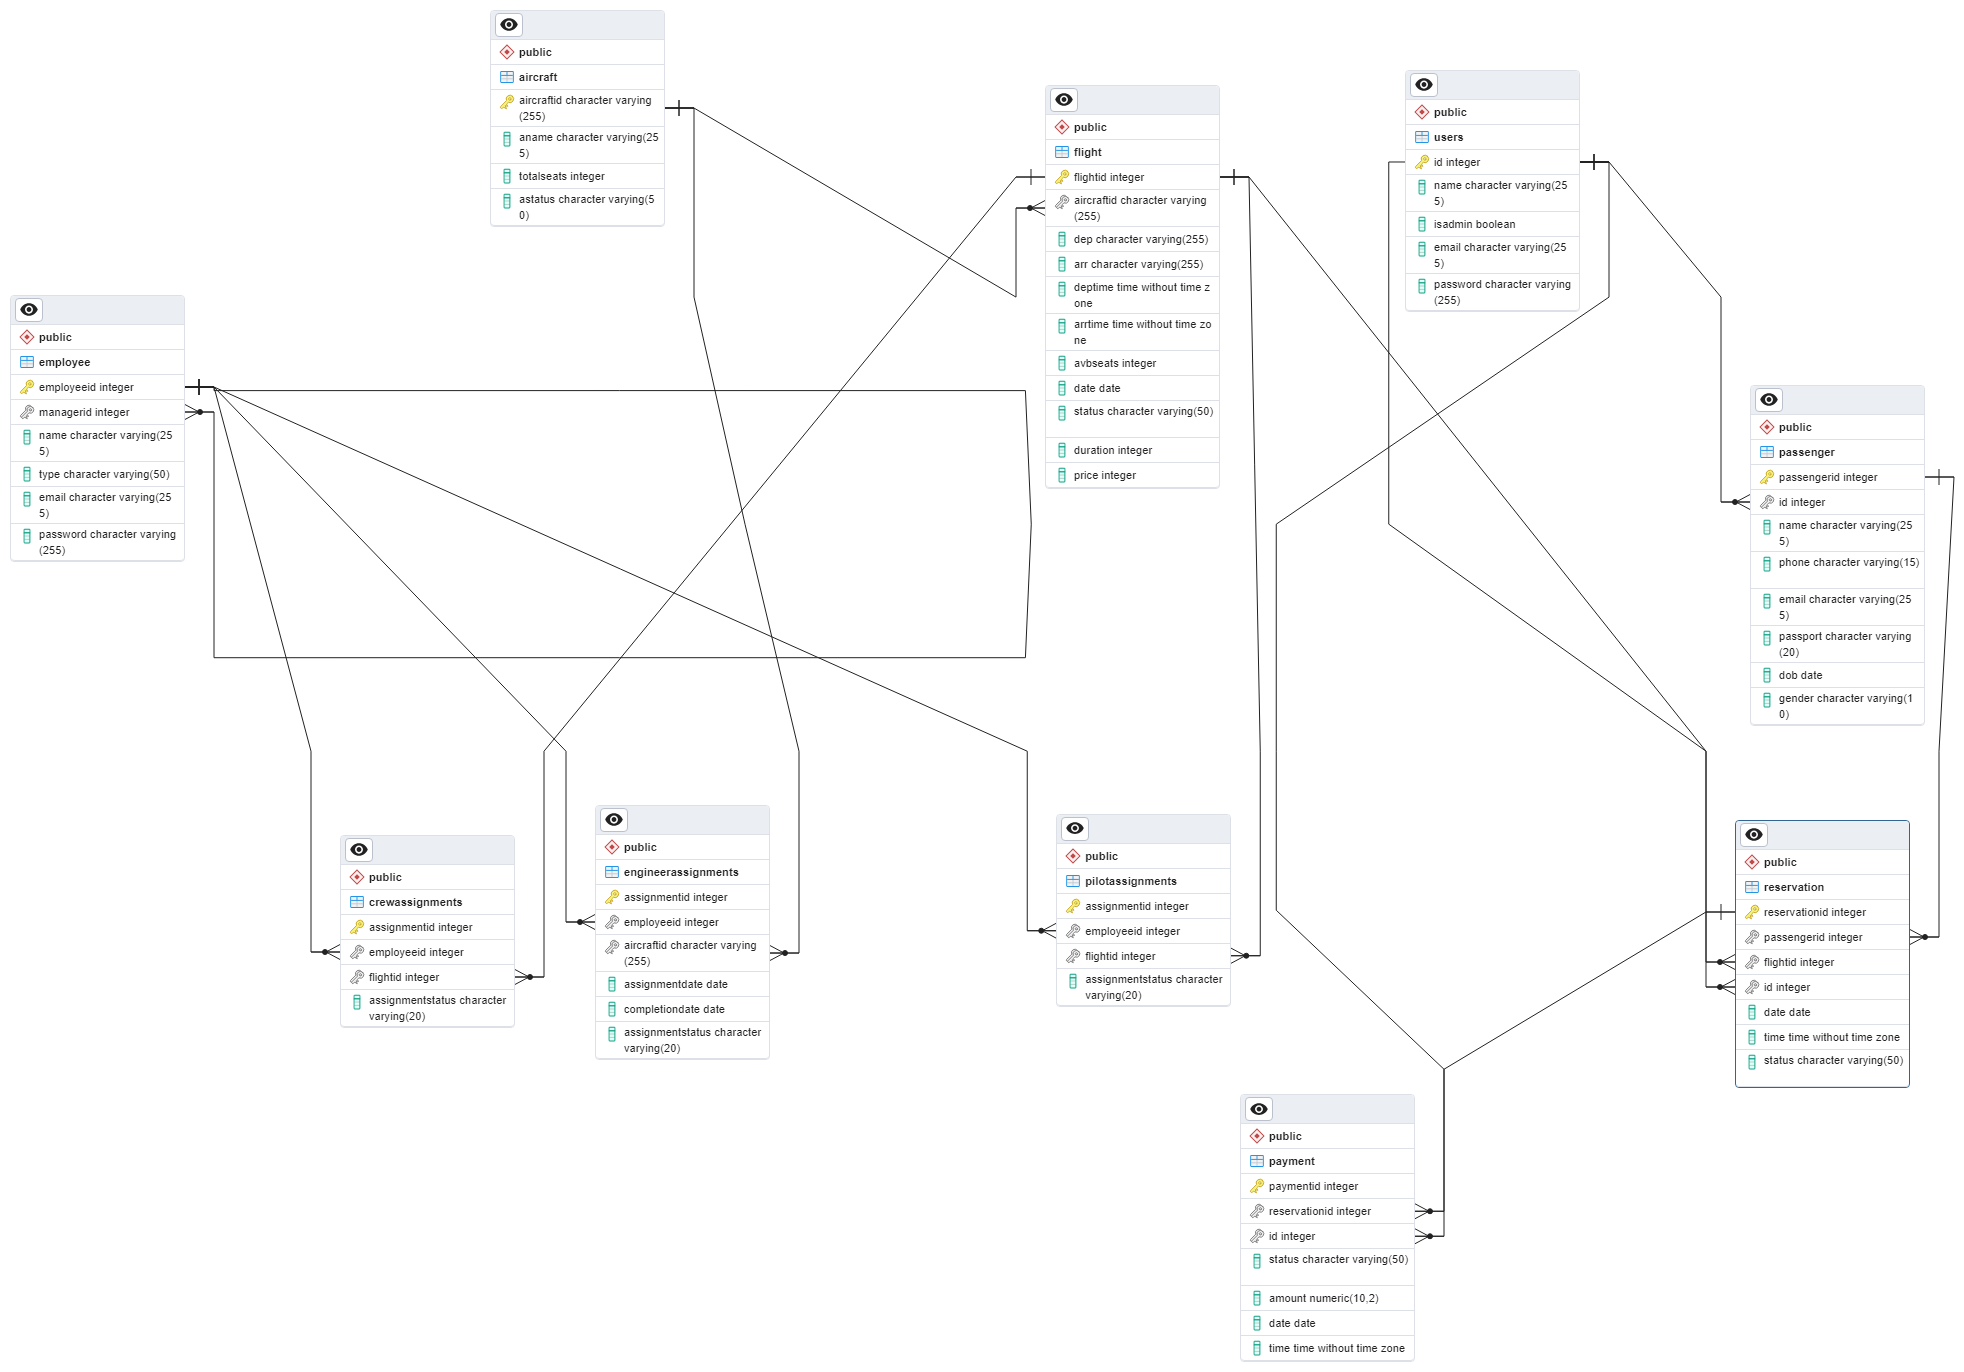 public
aircraft
aircraftid character varying
(255)
aname character varying(25
5)
totalseats integer
astatus character varying(5
0)
public
flight
flightid integer
aircraftid character varying
(255)
dep character varying(255)
arr character varying(255)
deptime time without time z
one
arrtime time without time zo
ne
avbseats integer
date date
status character varying(50)
duration integer
price integer
public
users
id integer
name character varying(25
5)
isadmin boolean
email character varying(25
5)
password character varying
(255)
public
employee
employeeid integer
managerid integer
name character varying(25
5)
type character varying(50)
email character varying(25
5)
password character varying
(255)
public
passenger
passengerid integer
id integer
name character varying(25
5)
phone character varying(15)
email character varying(25
5)
passport character varying
(20)
dob date
gender character varying(1
0)
public
crewassignments
assignmentid integer
employeeid integer
flightid integer
assignmentstatus character
varying(20)
public
engineerassignments
assignmentid integer
employeeid integer
aircraftid character varying
(255)
assignmentdate date
completiondate date
assignmentstatus character
varying(20)
public
pilotassignments
assignmentid integer
employeeid integer
flightid integer
assignmentstatus character
varying(20)
public
reservation
reservationid integer
passengerid integer
flightid integer
id integer
date date
time time without time zone
status character varying(50)
public
payment
paymentid integer
reservationid integer
id integer
status character varying(50)
amount numeric(10,2)
date date
time time without time zone